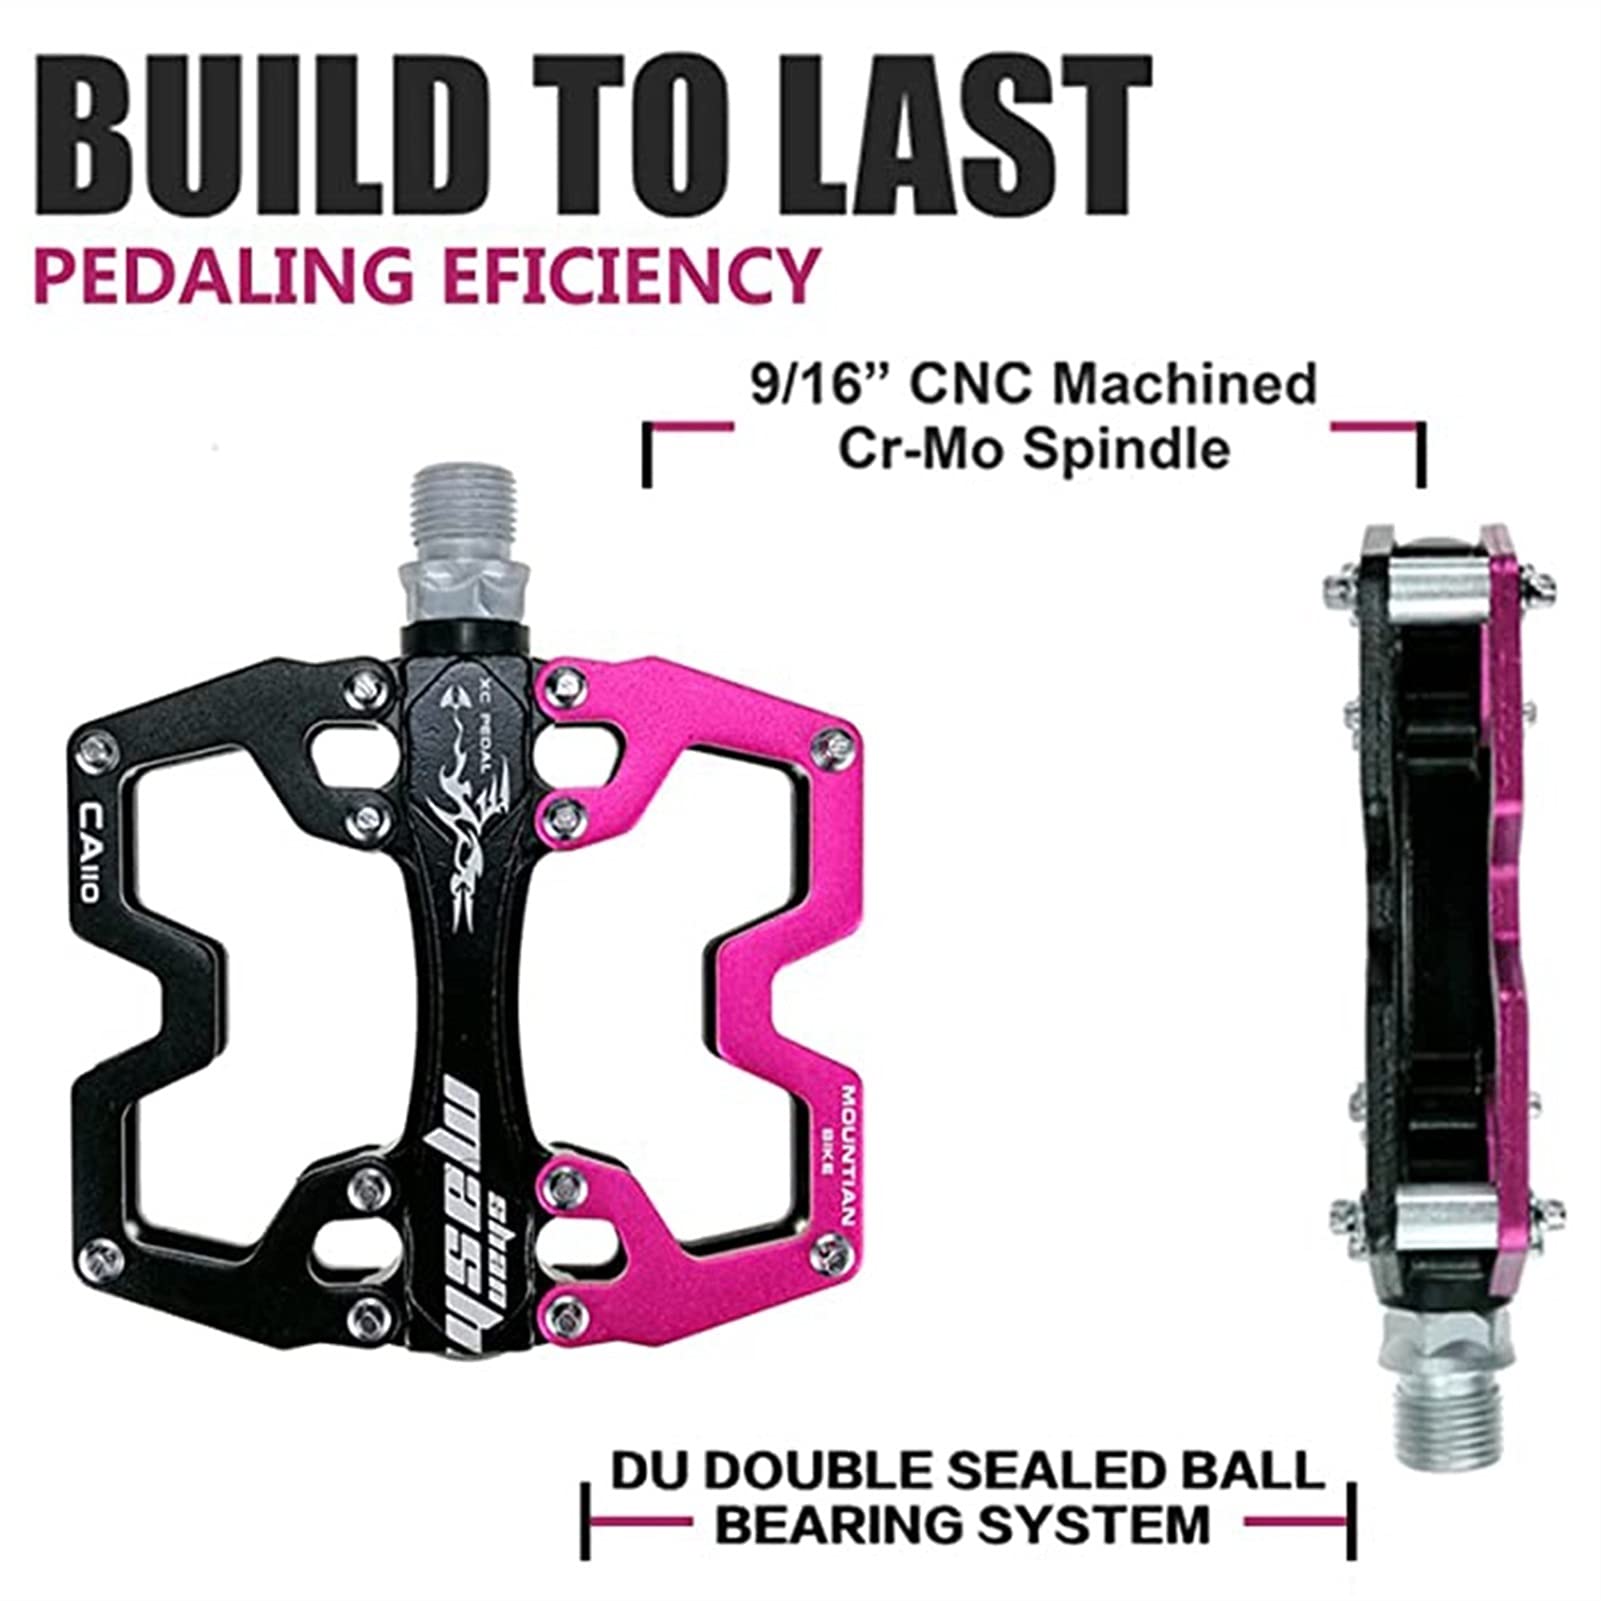 BUILD TO LAST
PEDALING EFICIENCY
9/16” CNC Machined
Cr-Mo Spindle
XC PEDAL
CA110
MOUNTIAN
BIKE
shan
mash
DU DOUBLE SEALED BALL
BEARING SYSTEM